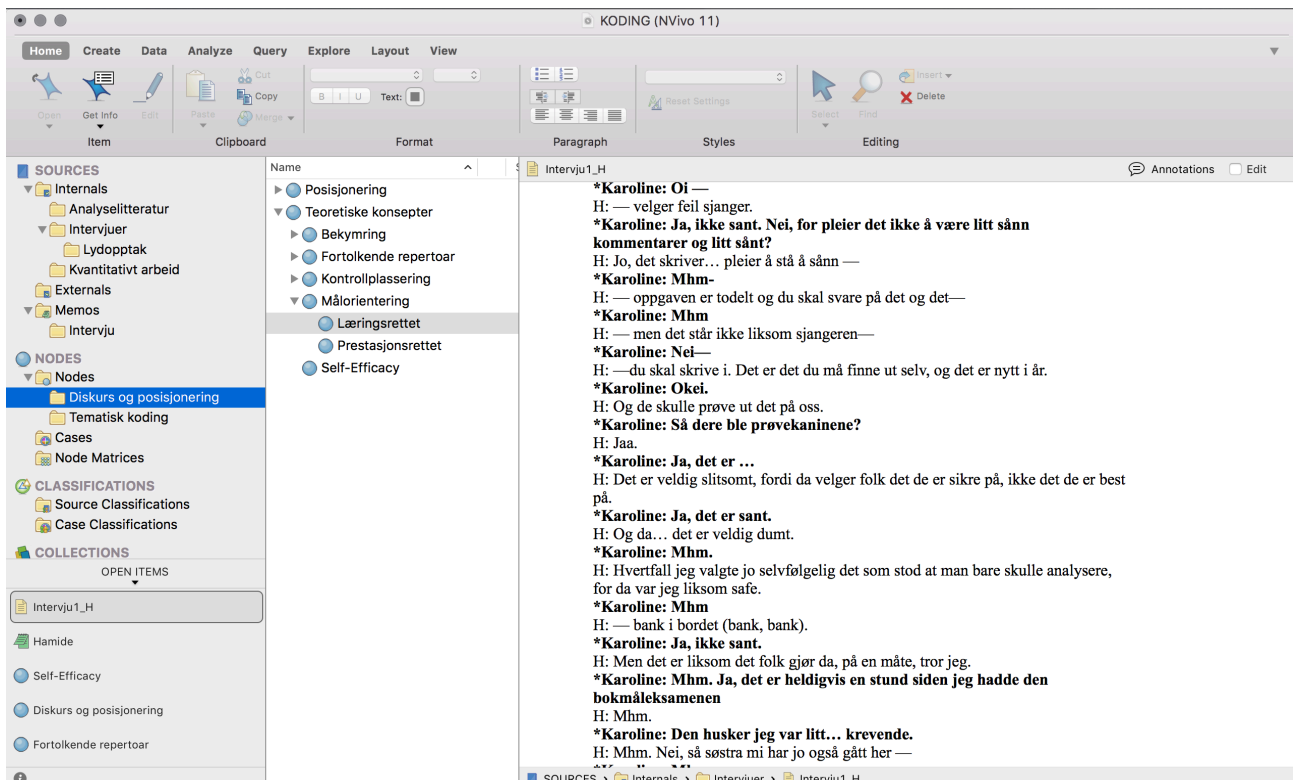 KODING (NVivo 11)
Home Create Data Analyze Query Explore Layout View
Open Get Info Edit Paste Cut Copy Merge
B I U Text:
Reset Settings
Select Find Insert Delete
Item Clipboard Format Paragraph Styles Editing
SOURCES
Internals
Analyselitteratur
Intervjuer
Lydopptak
Kvantitativt arbeid
Externals
Memos
Intervju
NODES
Nodes
Diskurs og posisjonering
Tematisk koding
Cases
Node Matrices
CLASSIFICATIONS
Source Classifications
Case Classifications
COLLECTIONS
OPEN ITEMS
Intervju1_H
Hamide
Self-Efficacy
Diskurs og posisjonering
Fortolkende repertoar
Name
Posisjonering
Teoretiske konsepter
Bekymring
Fortolkende repertoar
Kontrollplassering
Målorientering
Læringsrettet
Prestasjonsrettet
Self-Efficacy
Intervju1_H Annotations Edit
*Karoline: Oi —
H: — velger feil sjanger.
*Karoline: Ja, ikke sant. Nei, for pleier det ikke å være litt sånn
kommentarer og litt sånt?
H: Jo, det skriver… pleier å stå å sånn —
*Karoline: Mhm-
H: — oppgaven er todelt og du skal svare på det og det—
*Karoline: Mhm
H: — men det står ikke liksom sjangeren—
*Karoline: Nei—
H: —du skal skrive i. Det er det du må finne ut selv, og det er nytt i år.
*Karoline: Okei.
H: Og de skulle prøve ut det på oss.
*Karoline: Så dere ble prøvekaninene?
H: Jaa.
*Karoline: Ja, det er …
H: Det er veldig slitsomt, fordi da velger folk det de er sikre på, ikke det de er best
på.
*Karoline: Ja, det er sant.
H: Og da… det er veldig dumt.
*Karoline: Mhm.
H: Hvertfall jeg valgte jo selvfølgelig det som stod at man bare skulle analysere,
for da var jeg liksom safe.
*Karoline: Mhm
H: — bank i bordet (bank, bank).
*Karoline: Ja, ikke sant.
H: Men det er liksom det folk gjør da, på en måte, tror jeg.
*Karoline: Mhm. Ja, det er heldigvis en stund siden jeg hadde den
bokmåleksamenen
H: Mhm.
*Karoline: Den husker jeg var litt… krevende.
H: Mhm. Nei, så søstra mi har jo også gått her —
SOURCES › Internals › Intervjuer › Intervju1_H